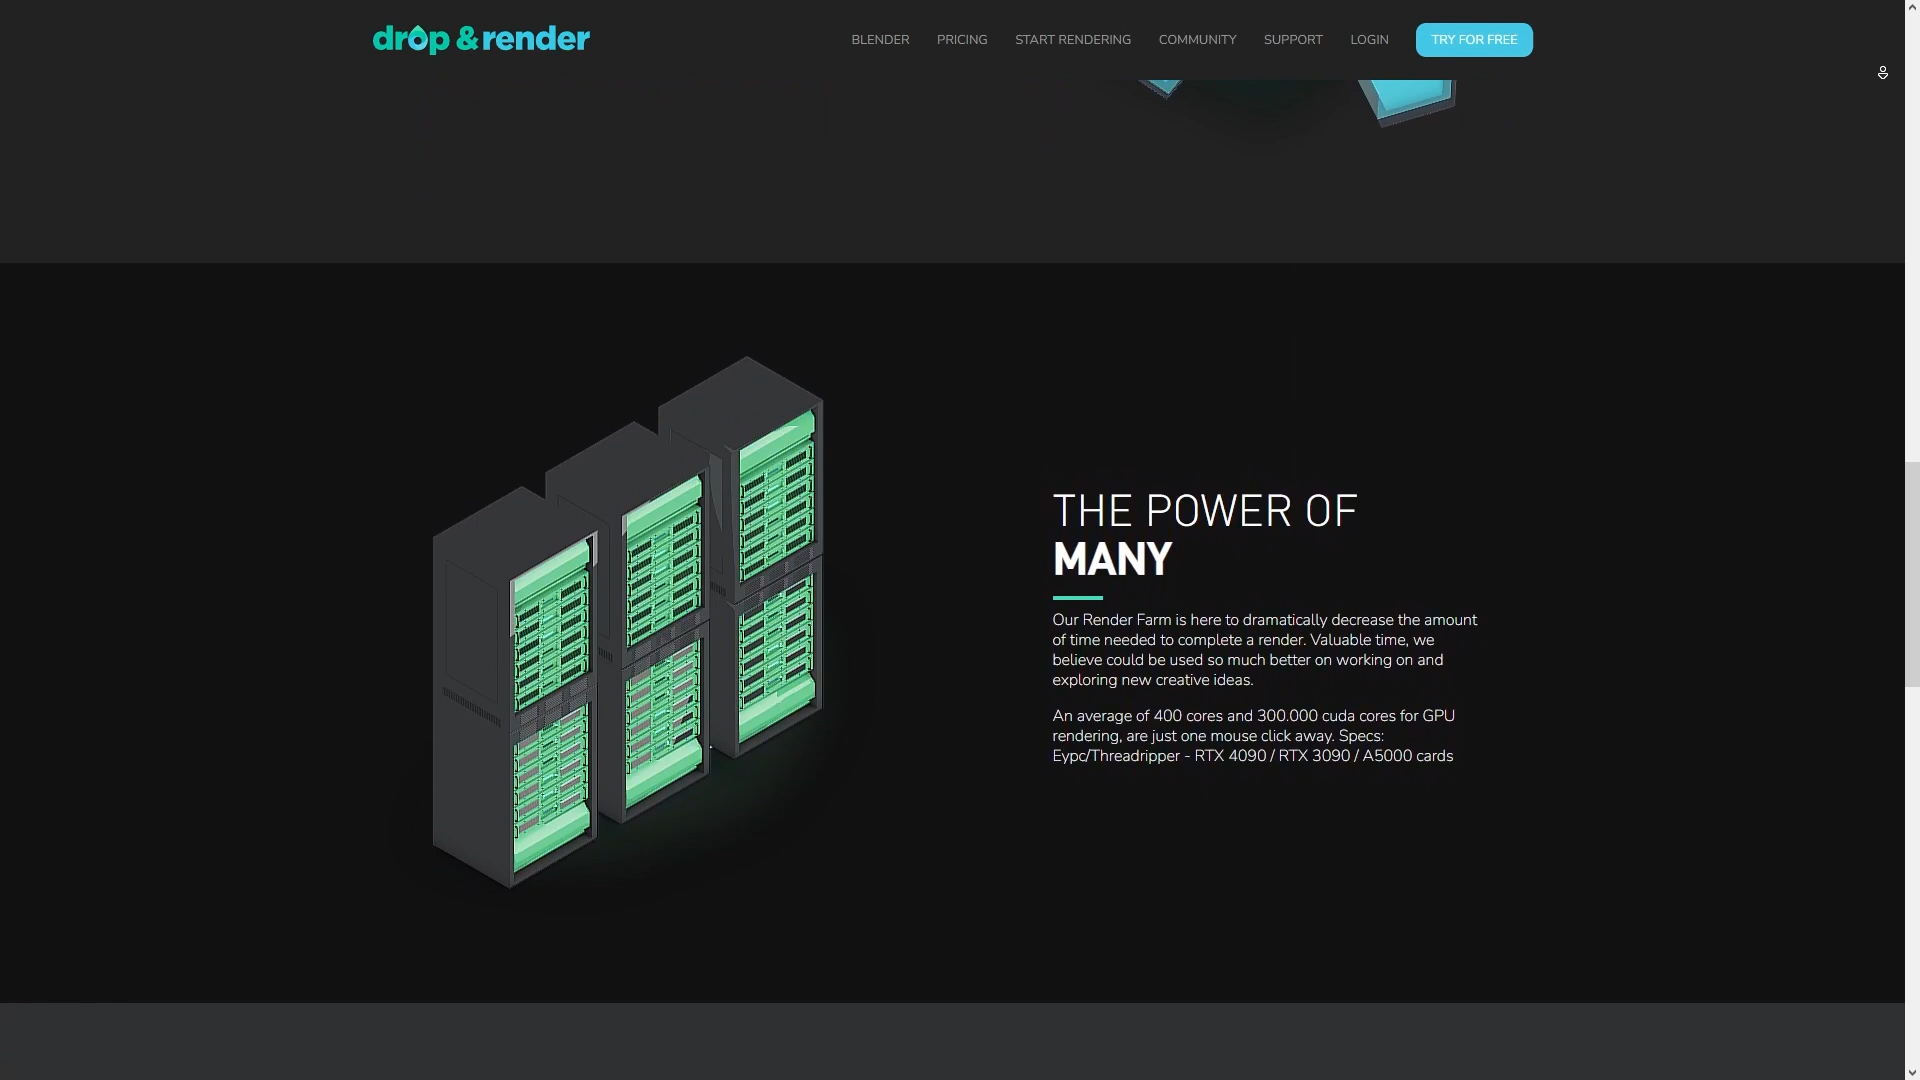 drop & render
BLENDER PRICING START RENDERING COMMUNITY SUPPORT LOGIN TRY FOR FREE
THE POWER OF
MANY
Our Render Farm is here to dramatically decrease the amount
of time needed to complete a render. Valuable time, we
believe could be used so much better on working on and
exploring new creative ideas.
An average of 400 cores and 300.000 cuda cores for GPU
rendering, are just one mouse click away. Specs:
Eypc/Threadripper - RTX 4090 / RTX 3090 / A5000 cards